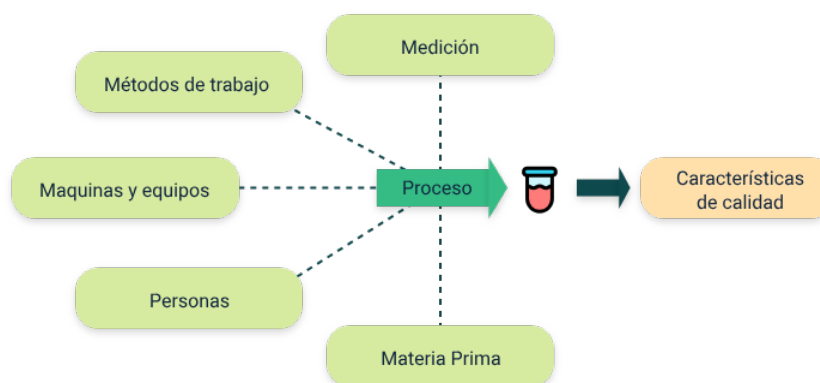 Medición
Métodos de trabajo
Maquinas y equipos
Proceso
Características
de calidad
Personas
Materia Prima